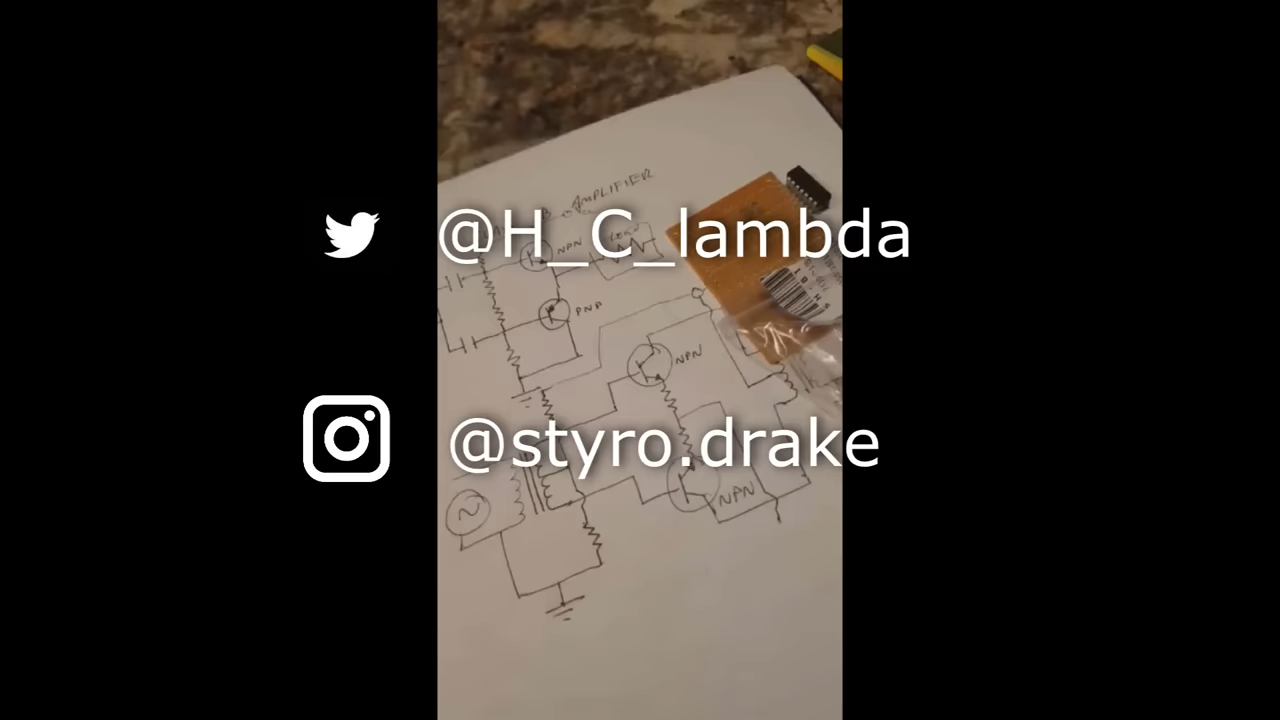 AMPLIFIER
@H_C_lambda
NPN
PNP
NPN
@styro.drake
NPN